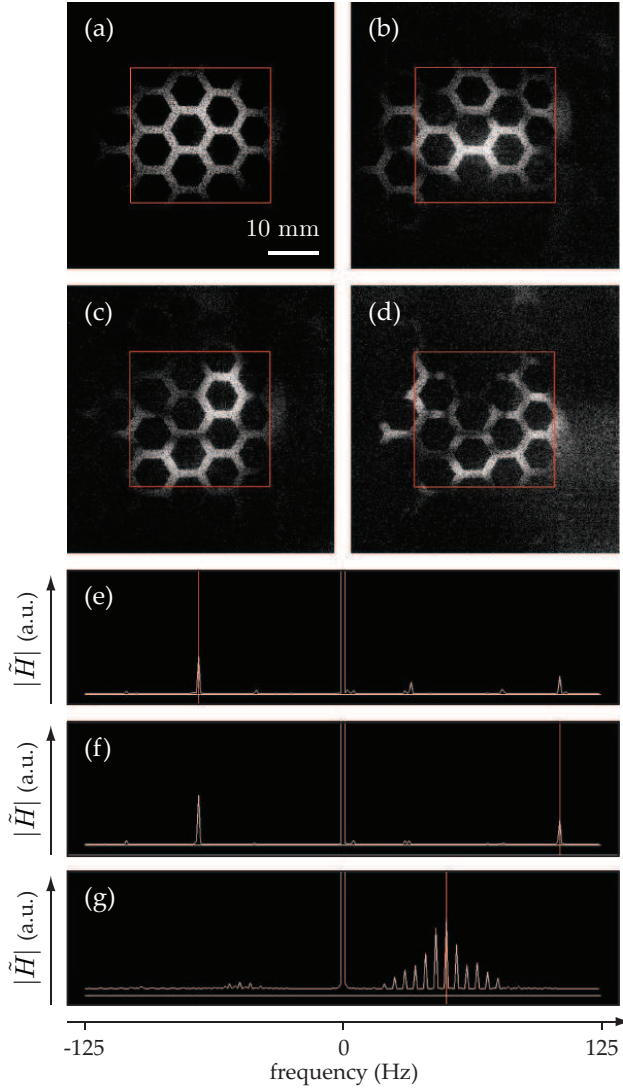 (a)
(b)
10 mm
(c)
(d)
(e)
|H̃| (a.u.)
(f)
|H̃| (a.u.)
(g)
|H̃| (a.u.)
-125 0 125
frequency (Hz)